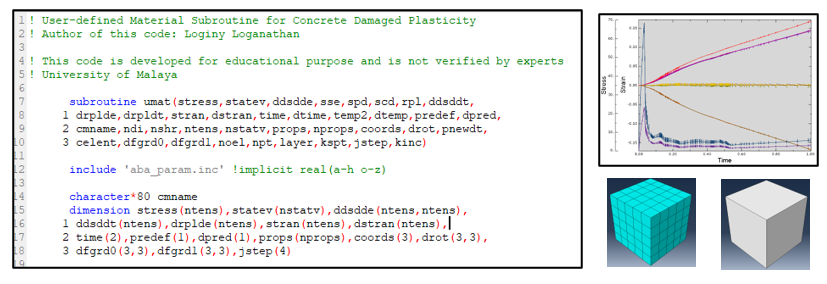 1 ! User-defined Material Subroutine for Concrete Damaged Plasticity
2 ! Author of this code: Loginy Loganathan
3
4 ! This code is developed for educational purpose and is not verified by experts
5 ! University of Malaya
6
7 subroutine umat(stress,statev,ddsdde,sse,spd,scd,rpl,ddsddt,
8 1 drplde,drpldt,stran,dstran,time,dtime,temp2,dtemp,predef,dpred,
9 2 cmname,ndi,nshr,ntens,nstatv,props,nprops,coords,drot,pnewdt,
10 3 celent,dfgrd0,dfgrd1,noel,npt,layer,kspt,jstep,kinc)
11
12 include 'aba_param.inc' !implicit real(a-h o-z)
13
14 character*80 cmname
15 dimension stress(ntens),statev(nstatv),ddsdde(ntens,ntens),
16 1 ddsddt(ntens),drplde(ntens),stran(ntens),dstran(ntens),
17 2 time(2),predef(1),dpred(1),props(nprops),coords(3),drot(3,3),
18 3 dfgrd0(3,3),dfgrd1(3,3),jstep(4)
19
Stress
Strain
Time